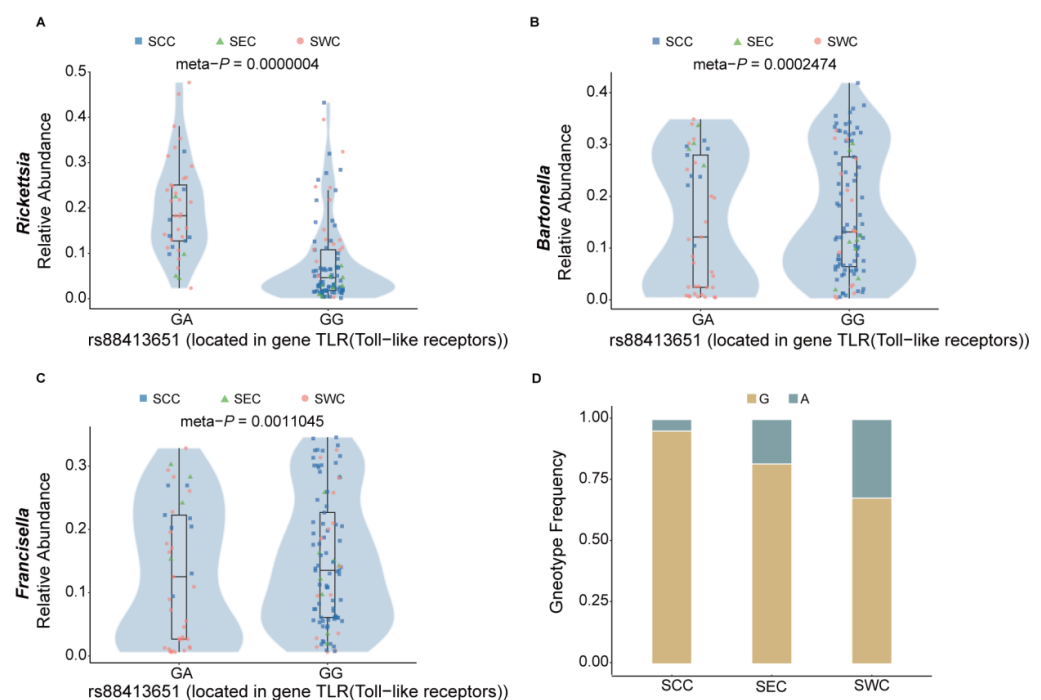 A
SCC SEC SWC
meta−P = 0.0000004
Rickettsia
Relative Abundance
0.5
0.3
0.2
0.1
0.0
GA GG
rs88413651 (located in gene TLR(Toll−like receptors))
B
SCC SEC SWC
meta−P = 0.0002474
Bartonella
Relative Abundance
0.4
0.3
0.2
0.1
0.0
GA GG
rs88413651 (located in gene TLR(Toll−like receptors))
C
SCC SEC SWC
meta−P = 0.0011045
Francisella
Relative Abundance
0.3
0.2
0.1
0.0
GA GG
rs88413651 (located in gene TLR(Toll−like receptors))
D
G A
Gneotype Frequency
1.00
0.75
0.50
0.25
0.00
SCC SEC SWC